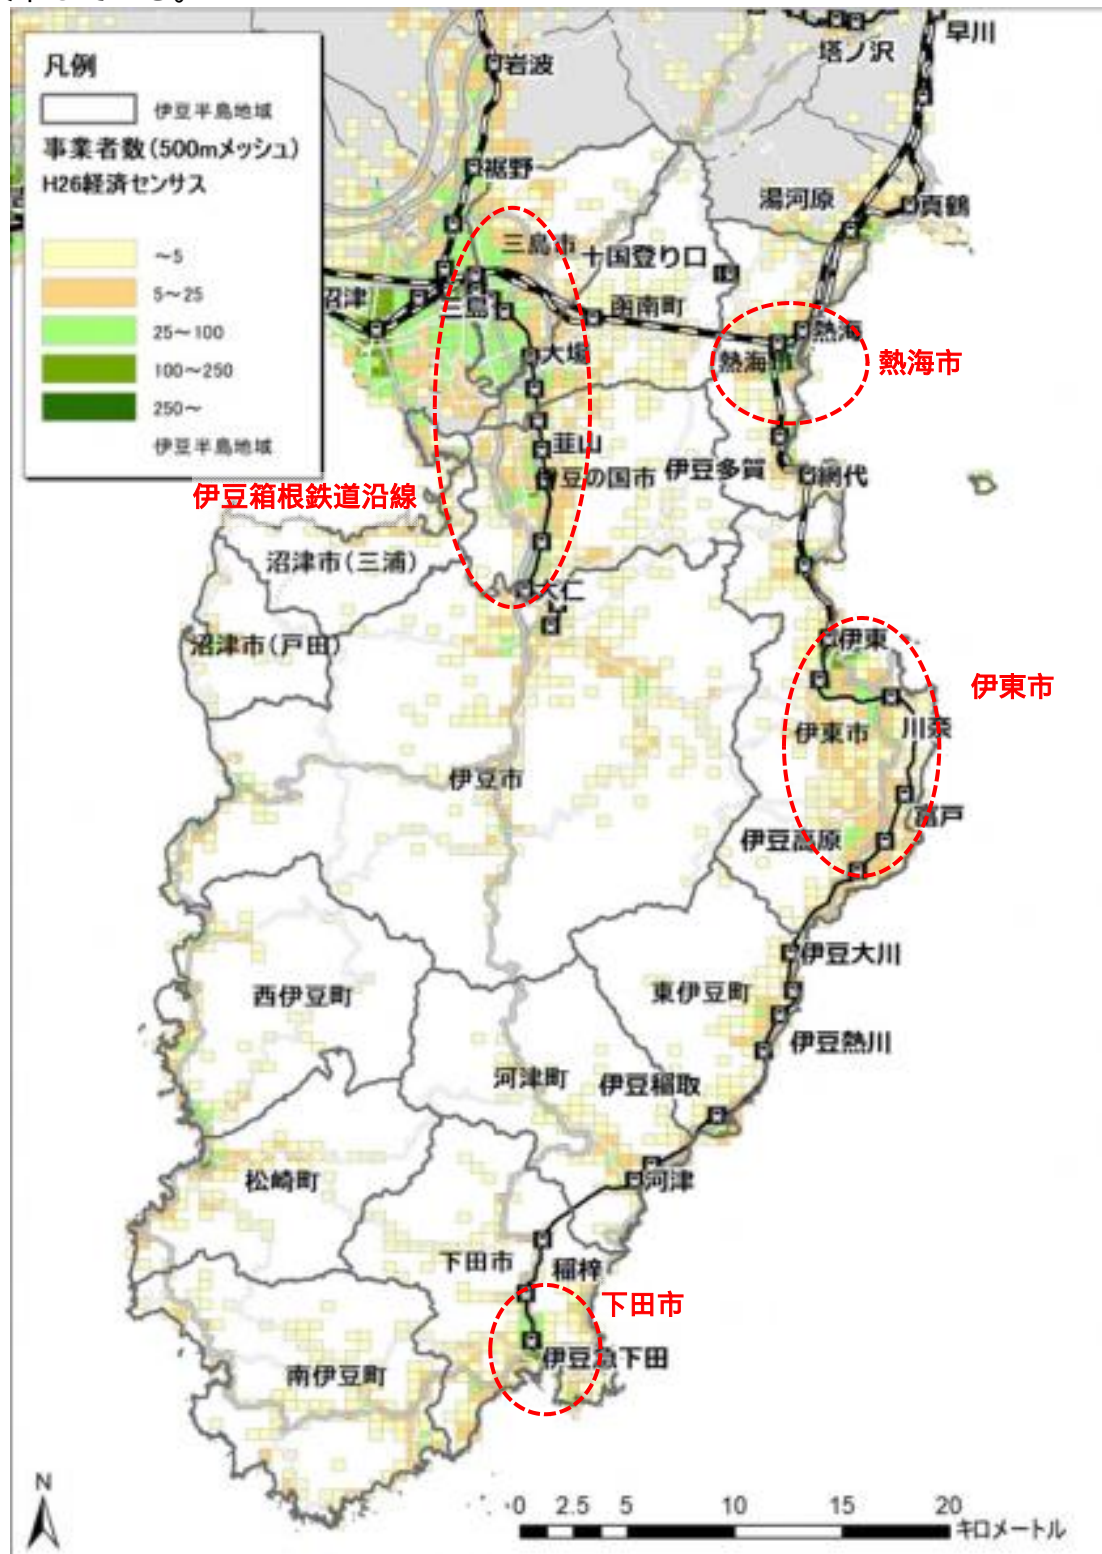 凡例
伊豆半島地域
事業者数(500mメッシュ)
H26経済センサス
～5
5～25
25～100
100～250
250～
伊豆半島地域
早川
塔ノ沢
岩波
裾野
湯河原
真鶴
三島市
十国登り口
函南町
沼津
三島
熱海
熱海市
熱海市
大場
韮山
伊豆多賀
豆の国市
網代
伊豆箱根鉄道沿線
沼津市(三浦)
大仁
沼津市(戸田)
伊東
伊東市
伊東市
川奈
伊豆市
富戸
伊豆高原
伊豆大川
西伊豆町
東伊豆町
伊豆熱川
河津町
伊豆稲取
松崎町
河津
下田市
稲梓
下田市
伊豆急下田
南伊豆町
N
0 2.5 5 10 15 20
キロメートル